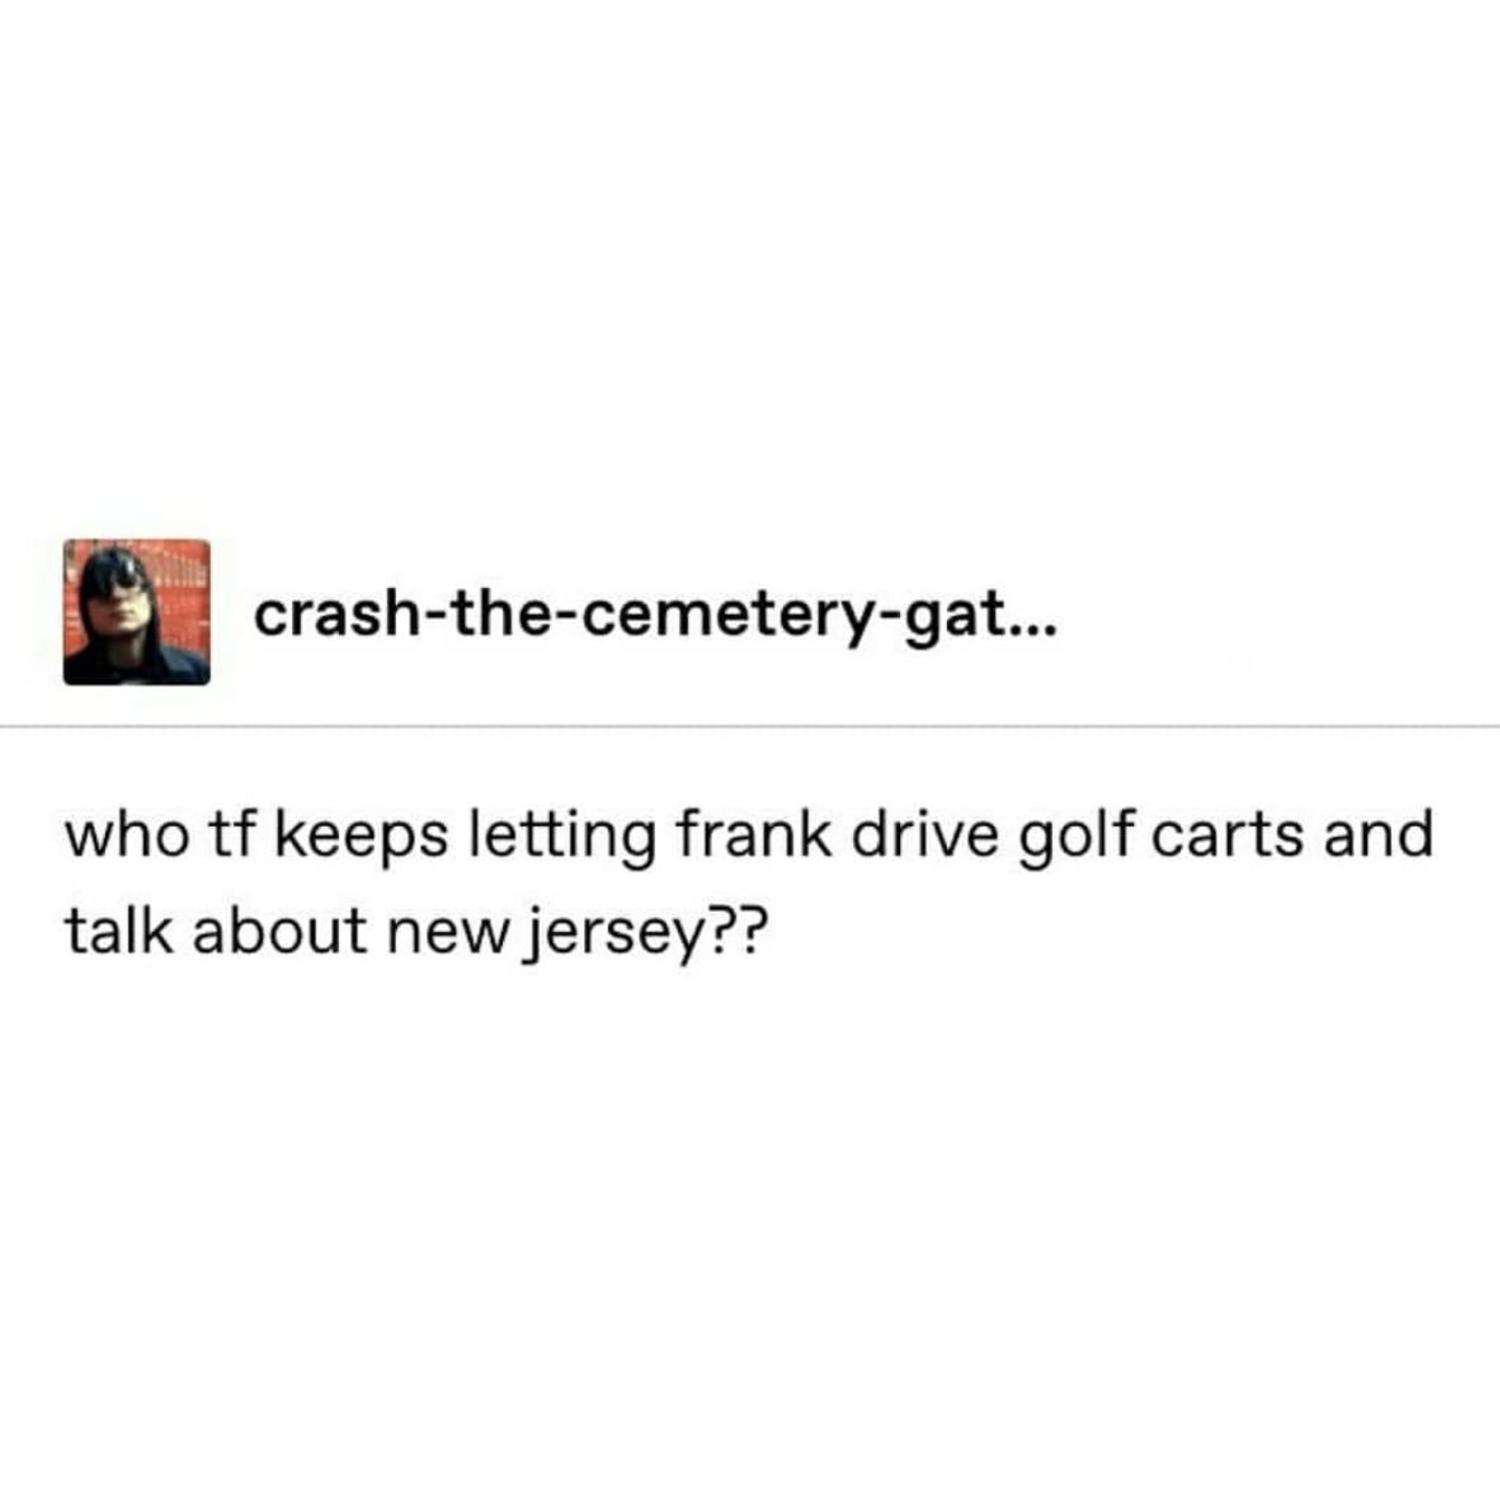 crash-the-cemetery-gat...
who tf keeps letting frank drive golf carts and
talk about new jersey??